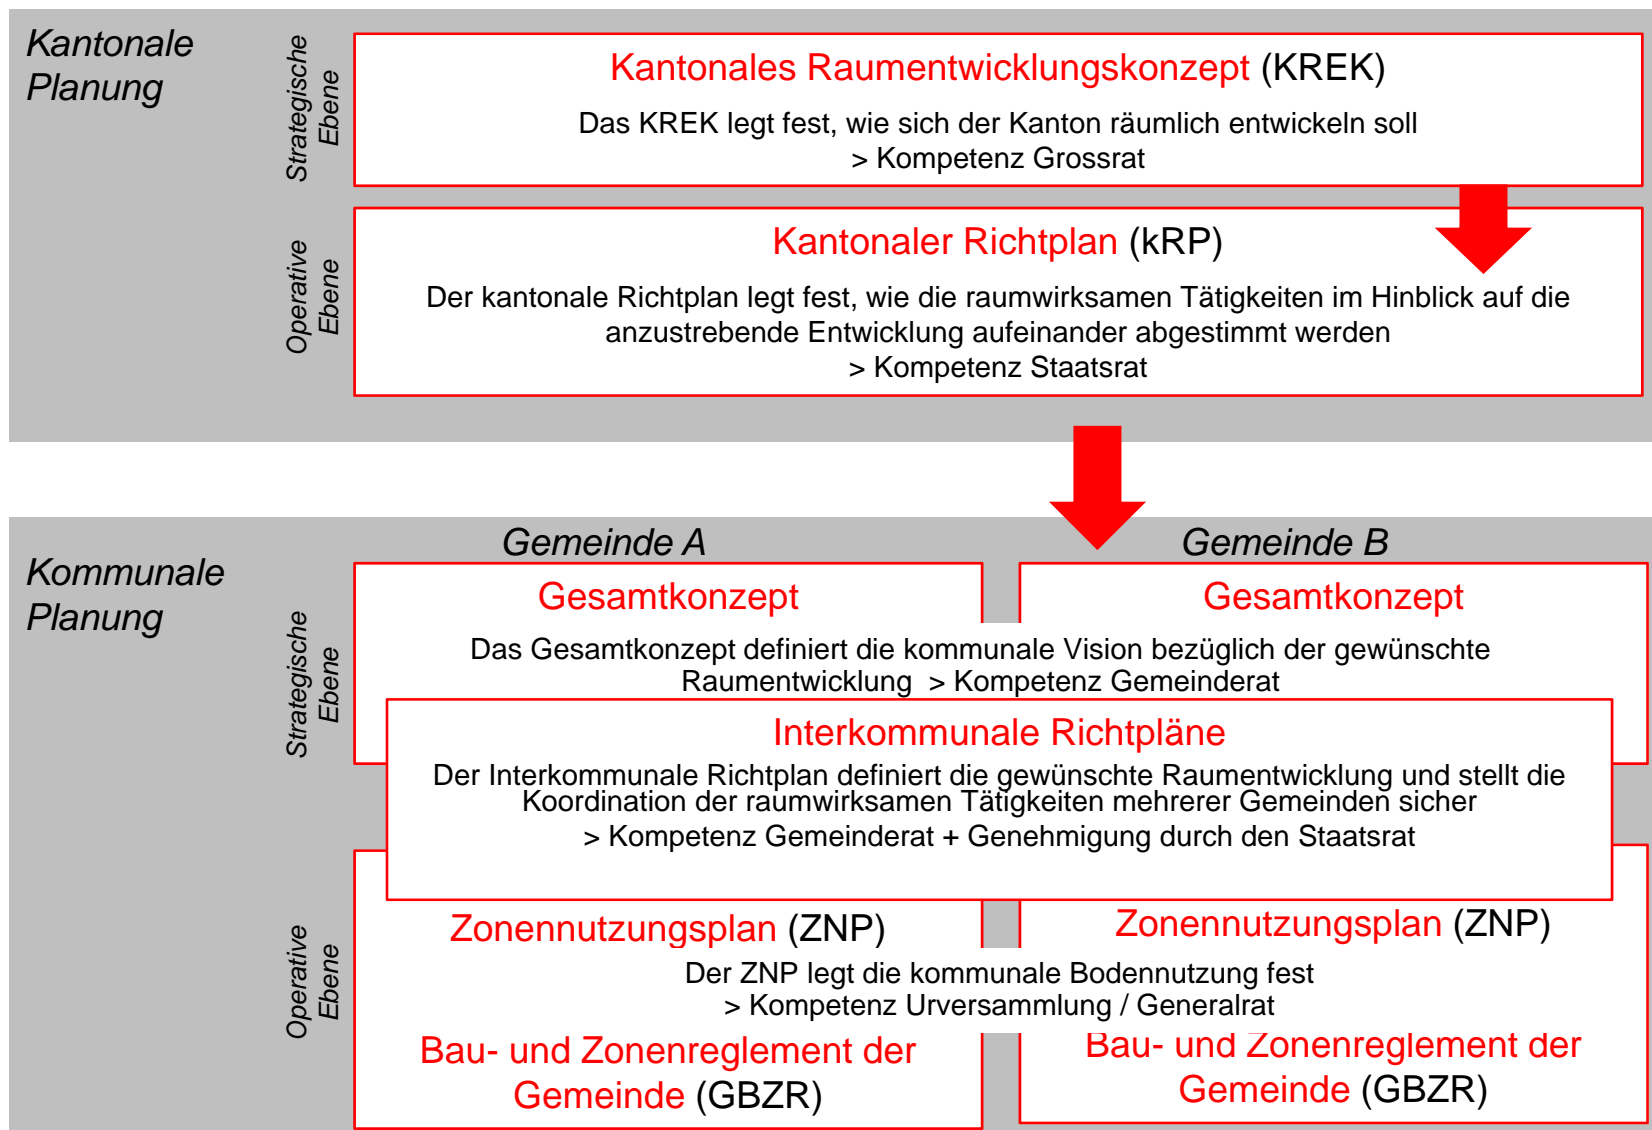 Kantonale
Planung
Strategische
Ebene
Kantonales Raumentwicklungskonzept (KREK)
Das KREK legt fest, wie sich der Kanton räumlich entwickeln soll
> Kompetenz Grossrat
Operative
Ebene
Kantonaler Richtplan (kRP)
Der kantonale Richtplan legt fest, wie die raumwirksamen Tätigkeiten im Hinblick auf die
anzustrebende Entwicklung aufeinander abgestimmt werden
> Kompetenz Staatsrat
Kommunale
Planung
Gemeinde A
Gemeinde B
Strategische
Ebene
Gesamtkonzept
Gesamtkonzept
Das Gesamtkonzept definiert die kommunale Vision bezüglich der gewünschte
Raumentwicklung > Kompetenz Gemeinderat
Interkommunale Richtpläne
Der Interkommunale Richtplan definiert die gewünschte Raumentwicklung und stellt die
Koordination der raumwirksamen Tätigkeiten mehrerer Gemeinden sicher
> Kompetenz Gemeinderat + Genehmigung durch den Staatsrat
Operative
Ebene
Zonennutzungsplan (ZNP)
Zonennutzungsplan (ZNP)
Der ZNP legt die kommunale Bodennutzung fest
> Kompetenz Urversammlung / Generalrat
Bau- und Zonenreglement der
Gemeinde (GBZR)
Bau- und Zonenreglement der
Gemeinde (GBZR)